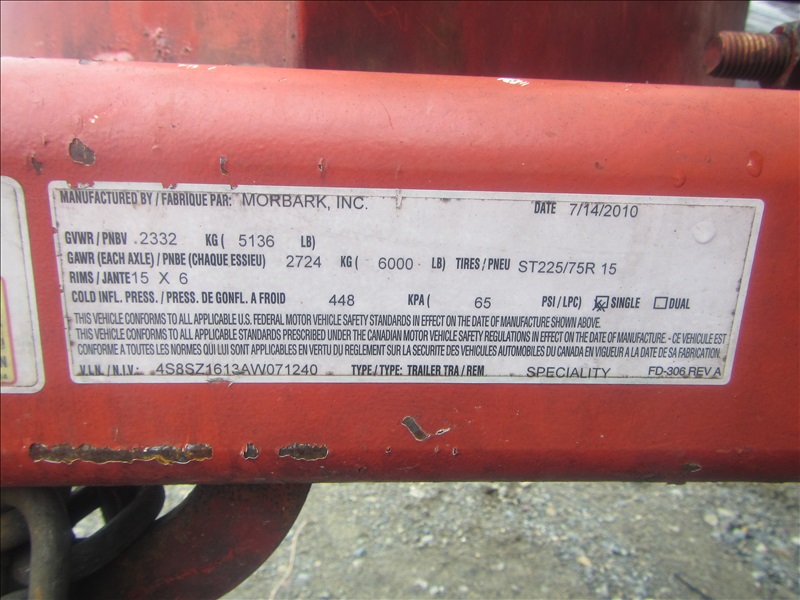 MANUFACTURED BY / FABRIQUE PAR: MORBARK, INC. DATE 7/14/2010
GVWR / PNBV 2332 KG ( 5136 LB)
GAWR (EACH AXLE) / PNBE (CHAQUE ESSIEU) 2724 KG ( 6000 LB) TIRES / PNEU ST225/75R 15
RIMS / JANTE 15 X 6
COLD INFL. PRESS. / PRESS. DE GONFL. A FROID 448 KPA ( 65 PSI / LPC) SINGLE DUAL
THIS VEHICLE CONFORMS TO ALL APPLICABLE U.S. FEDERAL MOTOR VEHICLE SAFETY STANDARDS IN EFFECT ON THE DATE OF MANUFACTURE SHOWN ABOVE.
THIS VEHICLE CONFORMS TO ALL APPLICABLE STANDARDS PRESCRIBED UNDER THE CANADIAN MOTOR VEHICLE SAFETY REGULATIONS IN EFFECT ON THE DATE OF MANUFACTURE. - CE VEHICULE EST
CONFORME A TOUTES LES NORMES QUI LUI SONT APPLICABLES EN VERTU DU REGLEMENT SUR LA SECURITE DES VEHICULES AUTOMOBILES DU CANADA EN VIGUEUR A LA DATE DE SA FABRICATION.
V.I.N. / N.I.V.: 4S8SZ1613AW071240 TYPE / TYPE: TRAILER TRA / REM SPECIALITY FD-306 REV A